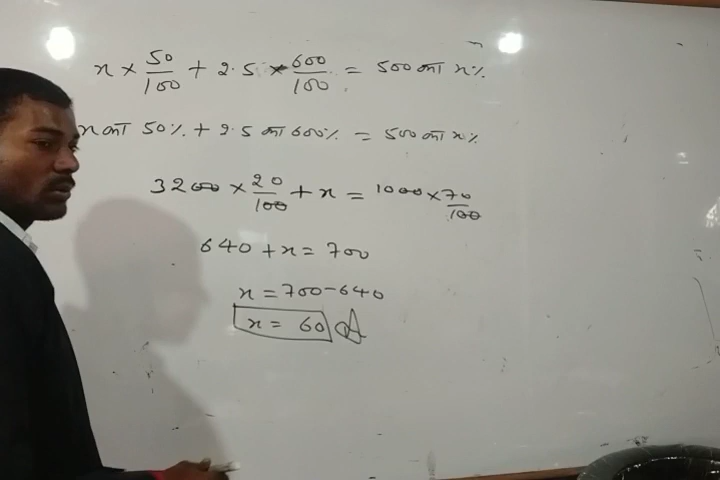 x × 50/100 + 2.5 × 600/100 = 500 का x%
x का 50% + 2.5 का 600% = 500 का x%
3200 × 20/100 + x = 1000 × 70/100
640 + x = 700
x = 700 - 640
x = 60 A